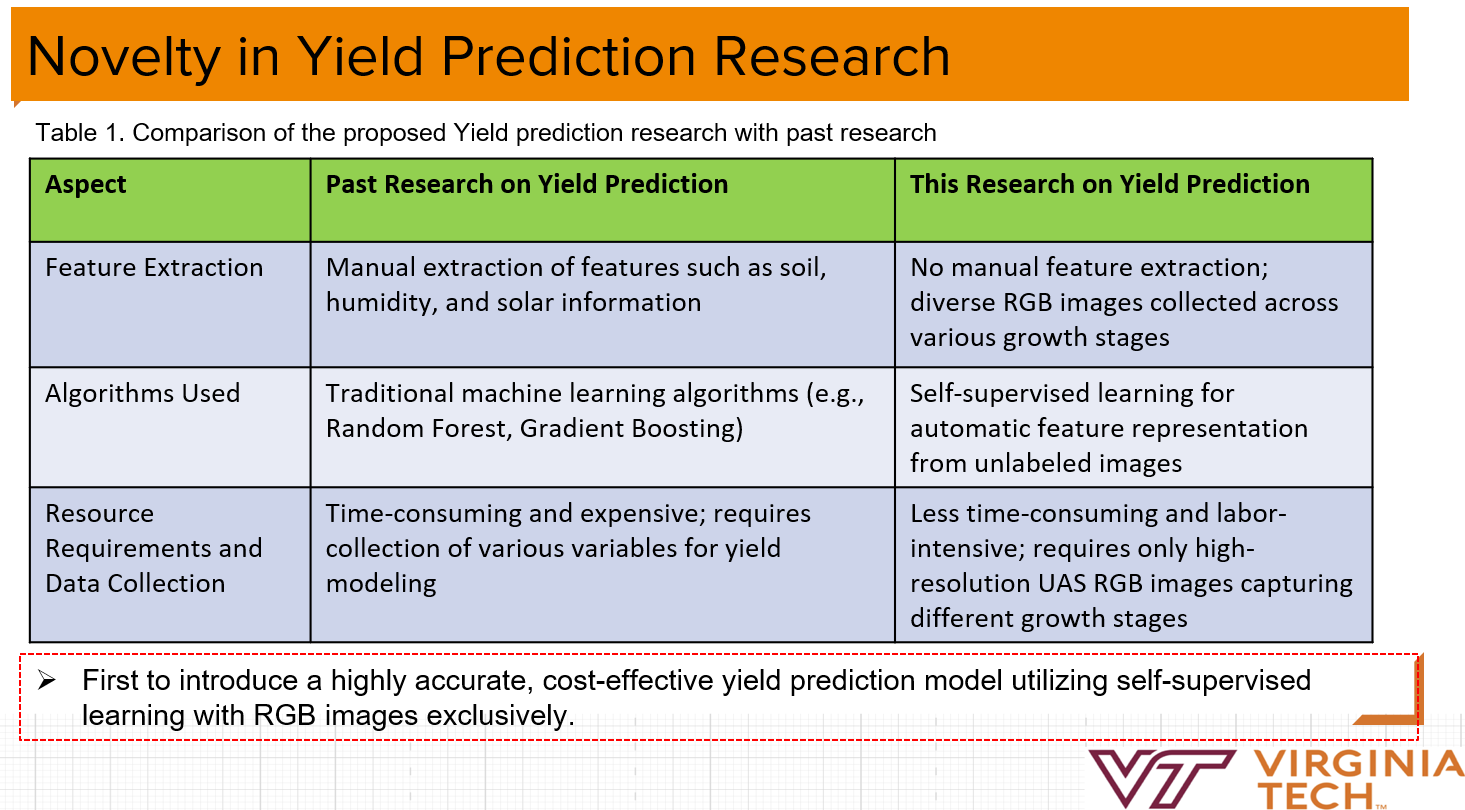 Novelty in Yield Prediction Research
Table 1. Comparison of the proposed Yield prediction research with past research
Aspect
Past Research on Yield Prediction
This Research on Yield Prediction
Feature Extraction
Manual extraction of features such as soil,
humidity, and solar information
No manual feature extraction;
diverse RGB images collected across
various growth stages
Algorithms Used
Traditional machine learning algorithms (e.g.,
Random Forest, Gradient Boosting)
Self-supervised learning for
automatic feature representation
from unlabeled images
Resource
Requirements and
Data Collection
Time-consuming and expensive; requires
collection of various variables for yield
modeling
Less time-consuming and labor-
intensive; requires only high-
resolution UAS RGB images capturing
different growth stages
➢ First to introduce a highly accurate, cost-effective yield prediction model utilizing self-supervised
learning with RGB images exclusively.
VT VIRGINIA
TECH™